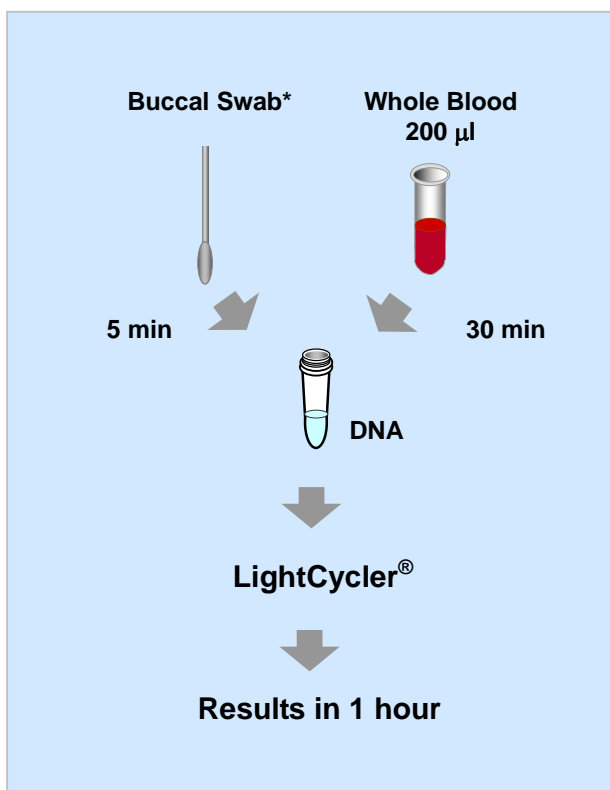 Buccal Swab*
Whole Blood
200 μl
5 min
30 min
DNA
LightCycler®
Results in 1 hour